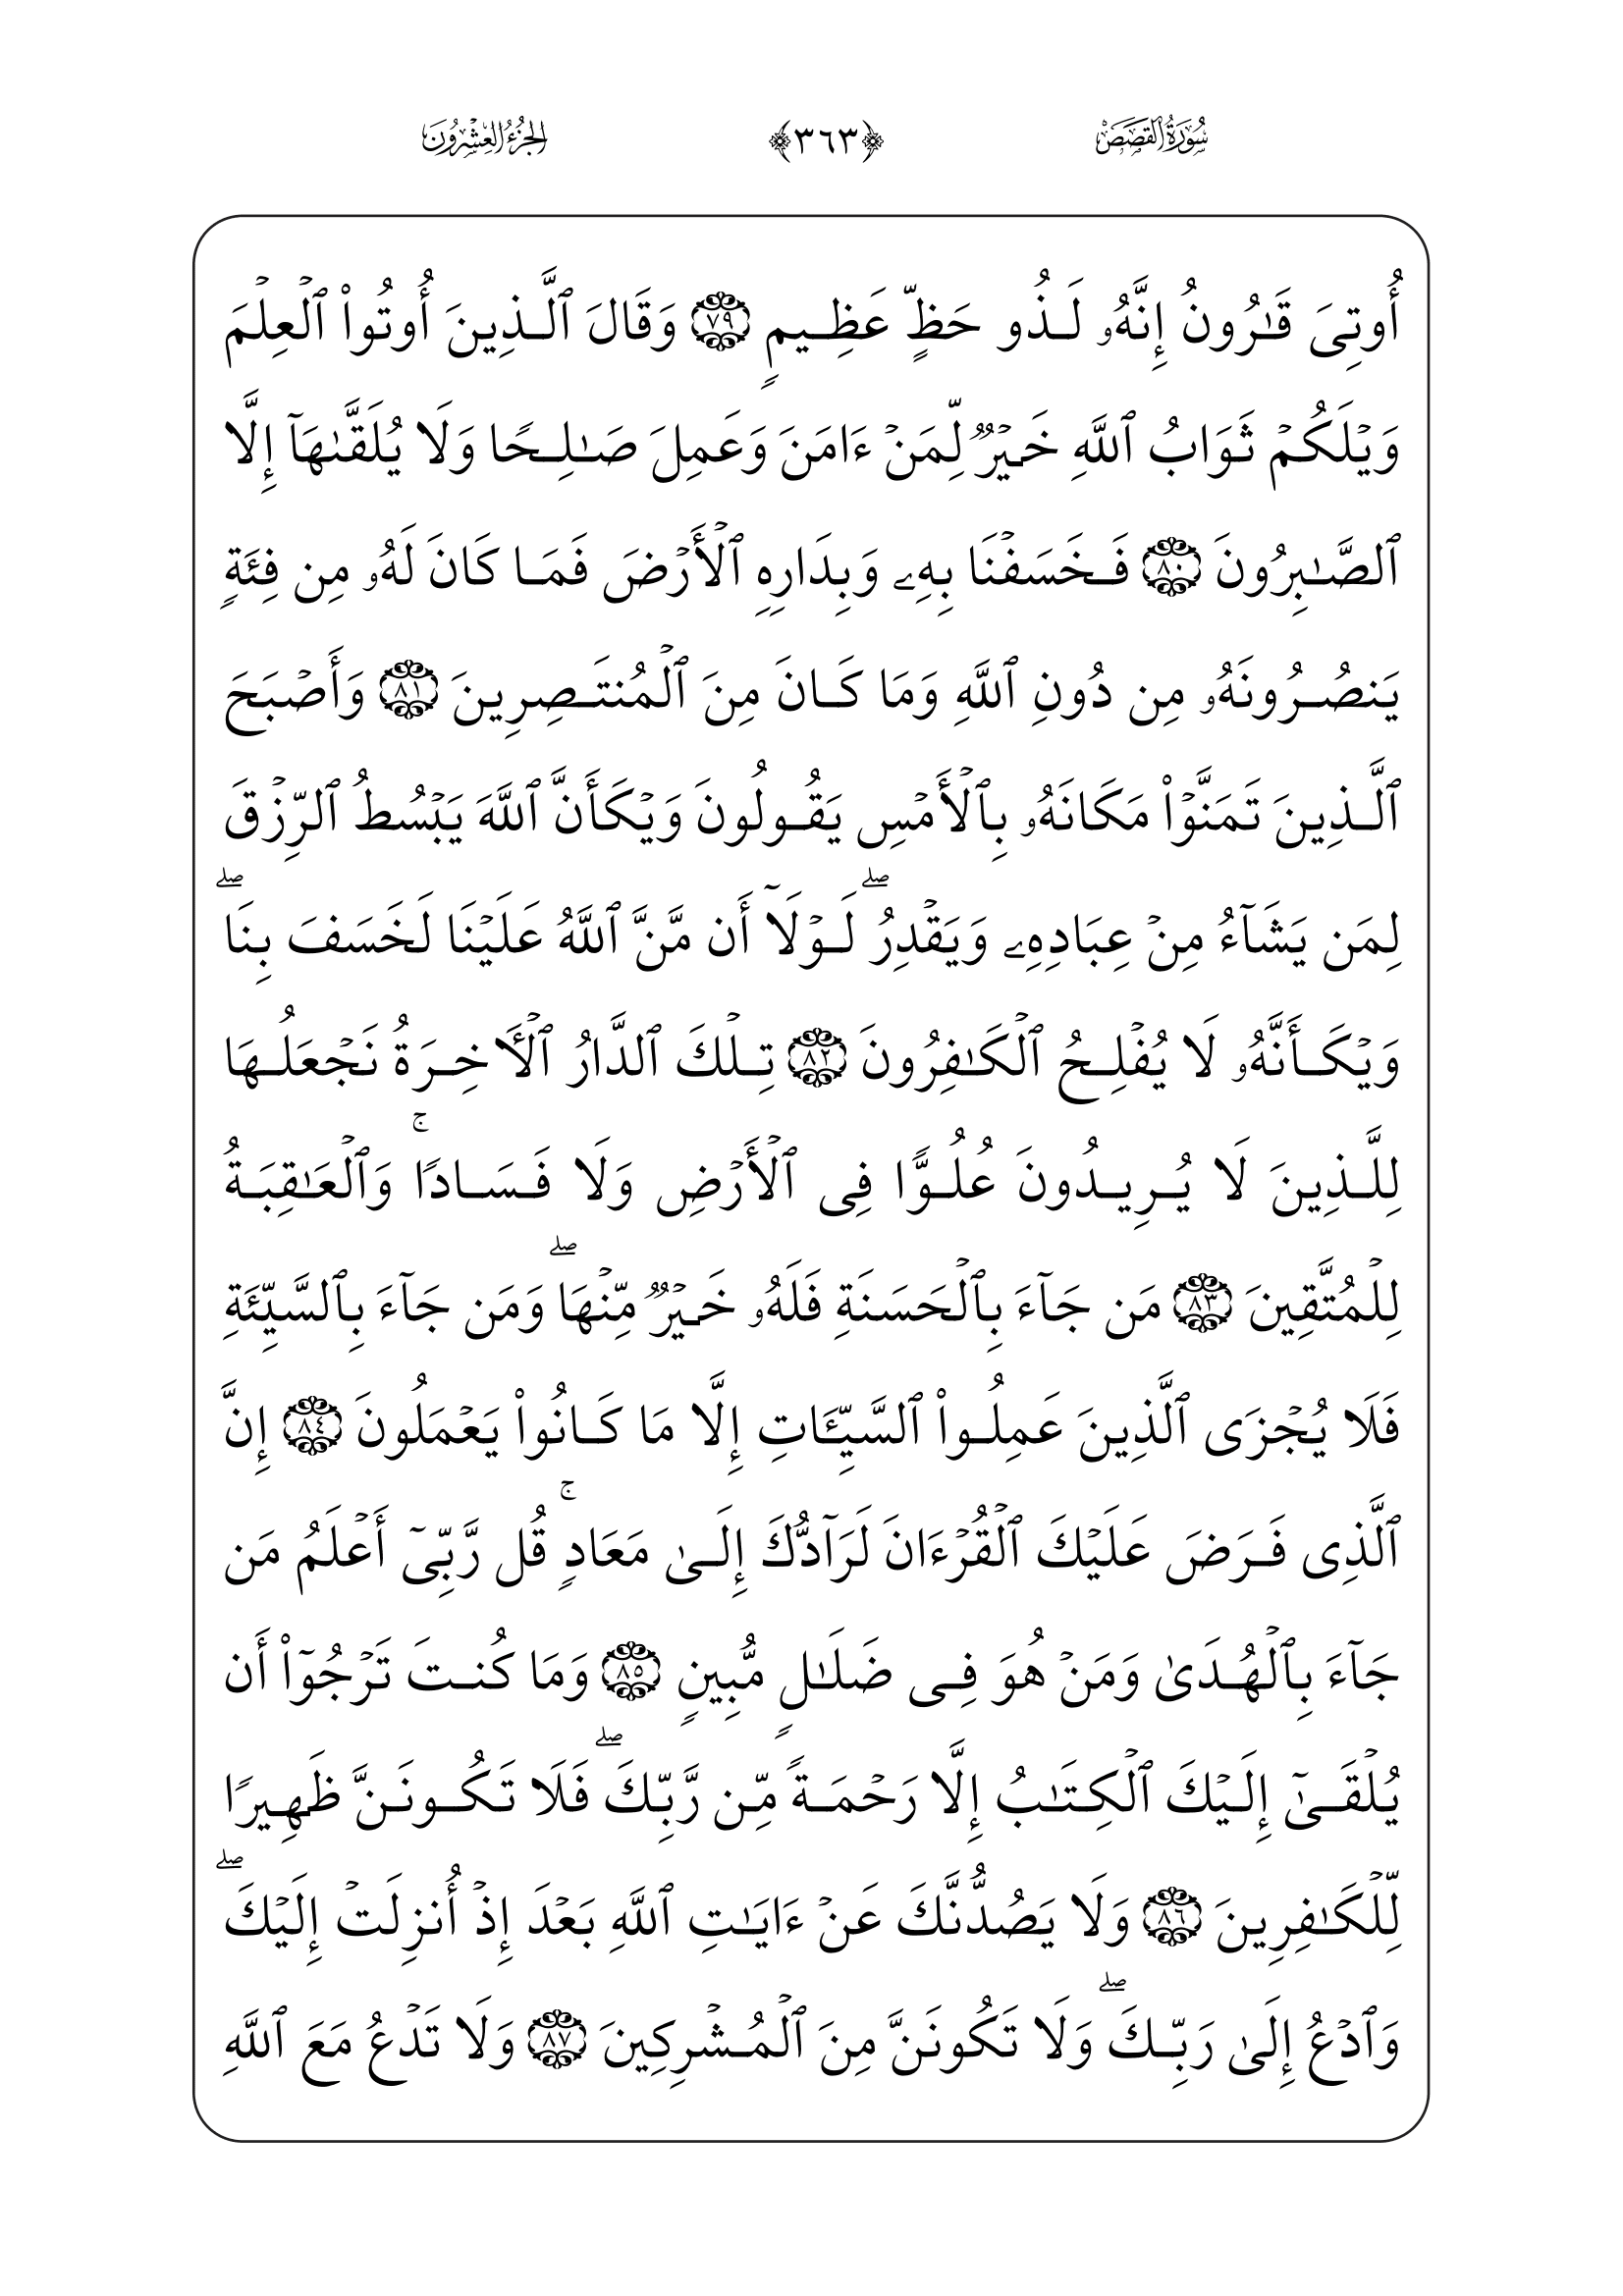 سُورَةُ القَصَصِ ﴿٣٦٣﴾ الجُزْءُ العِشْرُونَ
أُوتِىَ قَٰرُونُ إِنَّهُۥ لَذُو حَظٍّ عَظِيمٍ ٧٩ وَقَالَ ٱلَّذِينَ أُوتُوا۟ ٱلْعِلْمَ
وَيْلَكُمْ ثَوَابُ ٱللَّهِ خَيْرٌ لِّمَنْ ءَامَنَ وَعَمِلَ صَٰلِحًا وَلَا يُلَقَّىٰهَآ إِلَّا
ٱلصَّٰبِرُونَ ٨٠ فَخَسَفْنَا بِهِۦ وَبِدَارِهِ ٱلْأَرْضَ فَمَا كَانَ لَهُۥ مِن فِئَةٍ
يَنصُرُونَهُۥ مِن دُونِ ٱللَّهِ وَمَا كَانَ مِنَ ٱلْمُنتَصِرِينَ ٨١ وَأَصْبَحَ
ٱلَّذِينَ تَمَنَّوْا۟ مَكَانَهُۥ بِٱلْأَمْسِ يَقُولُونَ وَيْكَأَنَّ ٱللَّهَ يَبْسُطُ ٱلرِّزْقَ
لِمَن يَشَآءُ مِنْ عِبَادِهِۦ وَيَقْدِرُ ۖ لَوْلَآ أَن مَّنَّ ٱللَّهُ عَلَيْنَا لَخَسَفَ بِنَا ۖ
وَيْكَأَنَّهُۥ لَا يُفْلِحُ ٱلْكَٰفِرُونَ ٨٢ تِلْكَ ٱلدَّارُ ٱلْـَٔاخِرَةُ نَجْعَلُهَا
لِلَّذِينَ لَا يُرِيدُونَ عُلُوًّا فِى ٱلْأَرْضِ وَلَا فَسَادًا ۚ وَٱلْعَٰقِبَةُ
لِلْمُتَّقِينَ ٨٣ مَن جَآءَ بِٱلْحَسَنَةِ فَلَهُۥ خَيْرٌ مِّنْهَا ۖ وَمَن جَآءَ بِٱلسَّيِّئَةِ
فَلَا يُجْزَى ٱلَّذِينَ عَمِلُوا۟ ٱلسَّيِّـَٔاتِ إِلَّا مَا كَانُوا۟ يَعْمَلُونَ ٨٤ إِنَّ
ٱلَّذِى فَرَضَ عَلَيْكَ ٱلْقُرْءَانَ لَرَآدُّكَ إِلَىٰ مَعَادٍ ۚ قُل رَّبِّىٓ أَعْلَمُ مَن
جَآءَ بِٱلْهُدَىٰ وَمَنْ هُوَ فِى ضَلَٰلٍ مُّبِينٍ ٨٥ وَمَا كُنتَ تَرْجُوٓا۟ أَن
يُلْقَىٰٓ إِلَيْكَ ٱلْكِتَٰبُ إِلَّا رَحْمَةً مِّن رَّبِّكَ ۖ فَلَا تَكُونَنَّ ظَهِيرًا
لِّلْكَٰفِرِينَ ٨٦ وَلَا يَصُدُّنَّكَ عَنْ ءَايَٰتِ ٱللَّهِ بَعْدَ إِذْ أُنزِلَتْ إِلَيْكَ ۖ
وَٱدْعُ إِلَىٰ رَبِّكَ ۖ وَلَا تَكُونَنَّ مِنَ ٱلْمُشْرِكِينَ ٨٧ وَلَا تَدْعُ مَعَ ٱللَّهِ